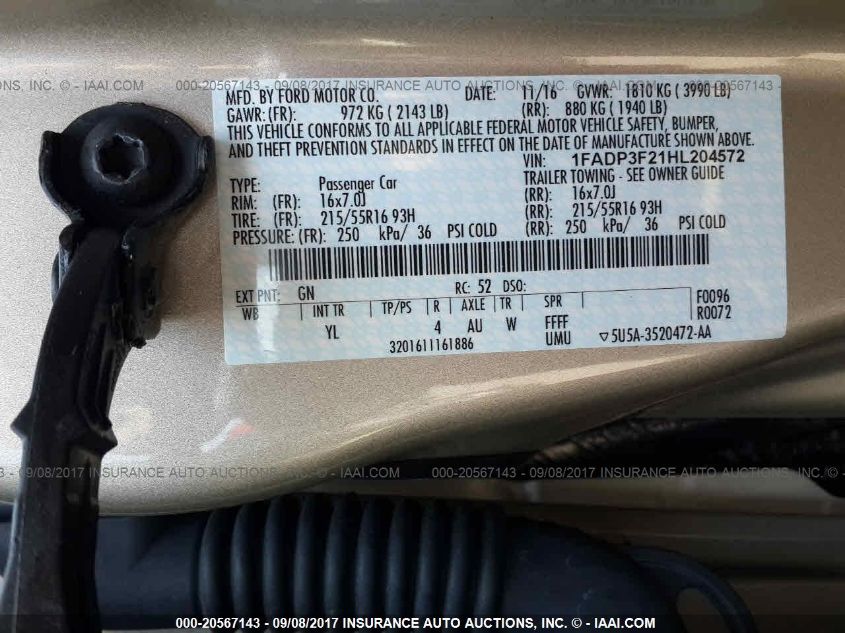 000-20567143 - 09/08/2017 INSURANCE AUTO AUCTIONS, INC. - IAAI.COM
MFD. BY FORD MOTOR CO. DATE: 11/16 GVWR: 1810 KG ( 3990 LB)
GAWR: (FR): 972 KG ( 2143 LB) (RR): 880 KG ( 1940 LB)
THIS VEHICLE CONFORMS TO ALL APPLICABLE FEDERAL MOTOR VEHICLE SAFETY, BUMPER,
AND THEFT PREVENTION STANDARDS IN EFFECT ON THE DATE OF MANUFACTURE SHOWN ABOVE.
VIN: 1FADP3F21HL204572
TYPE: Passenger Car TRAILER TOWING - SEE OWNER GUIDE
RIM: (FR): 16x7.0J (RR): 16x7.0J
TIRE: (FR): 215/55R16 93H (RR): 215/55R16 93H
PRESSURE: (FR): 250 kPa/ 36 PSI COLD (RR): 250 kPa/ 36 PSI COLD
EXT PNT: GN RC: 52 DSO:
WB INT TR TP/PS R AXLE TR SPR F0096
YL 4 AU W FFFF R0072
3201611161886 UMU ▽5U5A-3520472-AA
- 09/08/2017 INSURANCE AUTO AUCTIONS, INC. - IAAI.COM 000-20567143 - 09/08/2017 INSURANCE AUTO AUCTIONS, INC.
000-20567143 - 09/08/2017 INSURANCE AUTO AUCTIONS, INC. - IAAI.COM